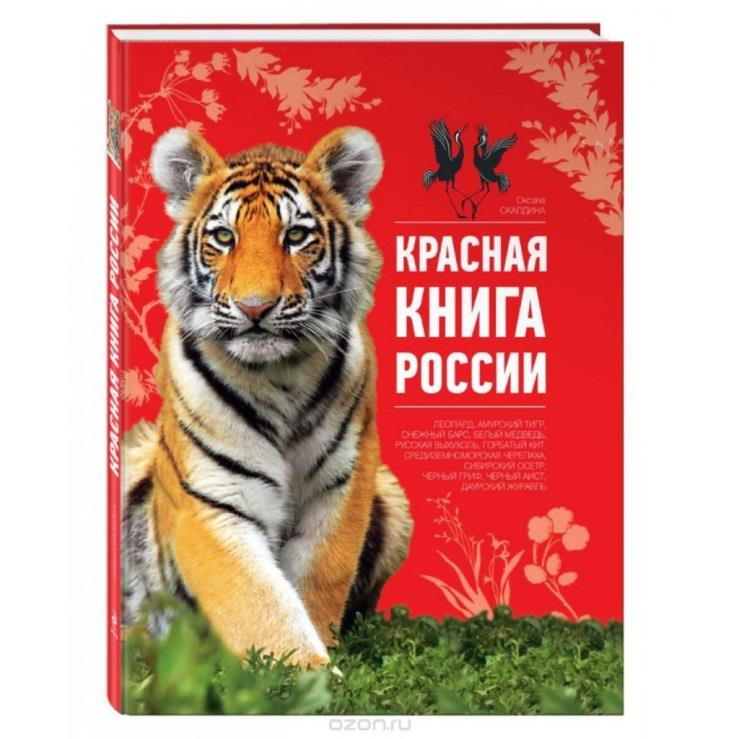 Оксана
СКАЛДИНА
КРАСНАЯ
КНИГА
РОССИИ
ЛЕОПАРД, АМУРСКИЙ ТИГР,
СНЕЖНЫЙ БАРС, БЕЛЫЙ МЕДВЕДЬ,
РУССКАЯ ВЫХУХОЛЬ, ГОРБАТЫЙ КИТ,
СРЕДИЗЕМНОМОРСКАЯ ЧЕРЕПАХА,
СИБИРСКИЙ ОСЕТР,
ЧЕРНЫЙ ГРИФ, ЧЕРНЫЙ АИСТ,
ДАУРСКИЙ ЖУРАВЛЬ
КРАСНАЯ КНИГА РОССИИ
ozon.ru